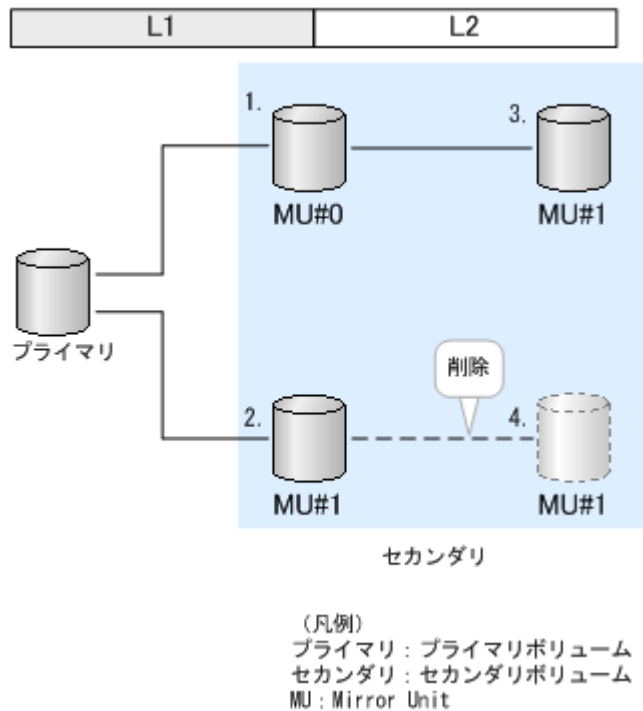 L1 L2
1.
3.
MU#0 MU#1
プライマリ
削除
2.
4.
MU#1 MU#1
セカンダリ
(凡例)
プライマリ：プライマリボリューム
セカンダリ：セカンダリボリューム
MU：Mirror Unit